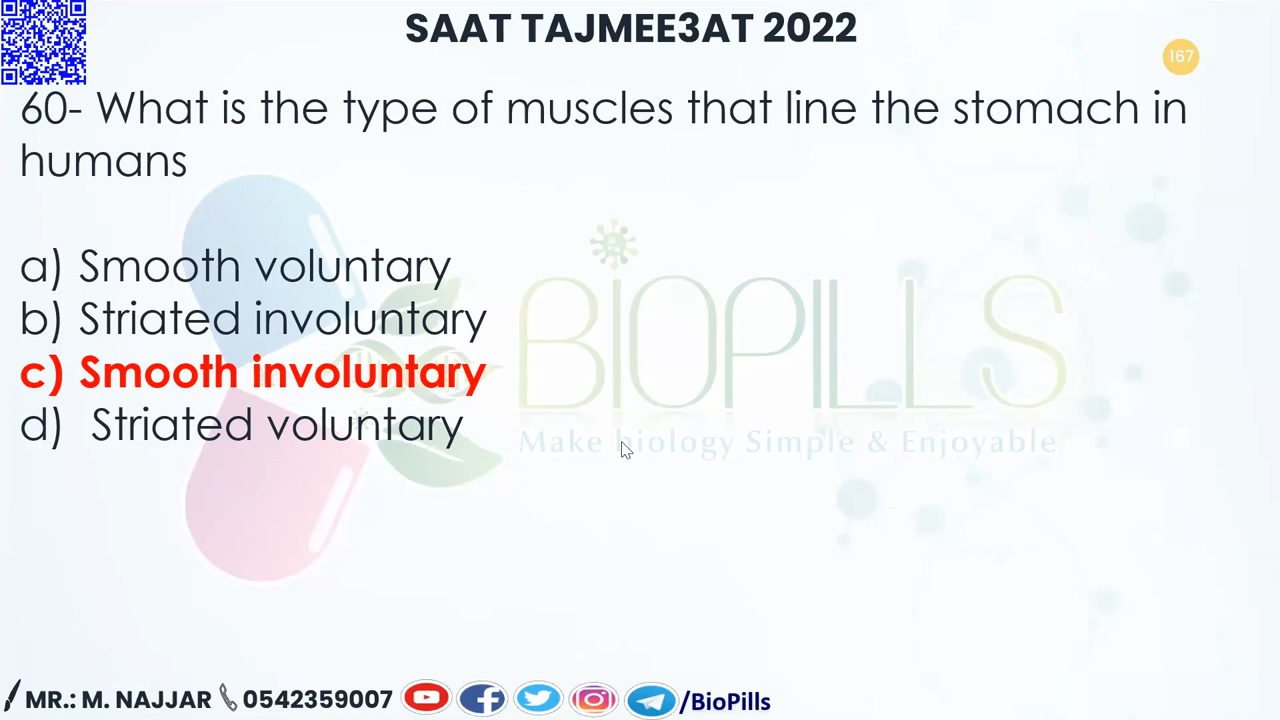 SAAT TAJMEE3AT 2022
167
60- What is the type of muscles that line the stomach in
humans
a) Smooth voluntary
b) Striated involuntary
c) Smooth involuntary
d) Striated voluntary
BIOPILLS
Make biology Simple & Enjoyable
MR.: M. NAJJAR 0542359007 /BioPills